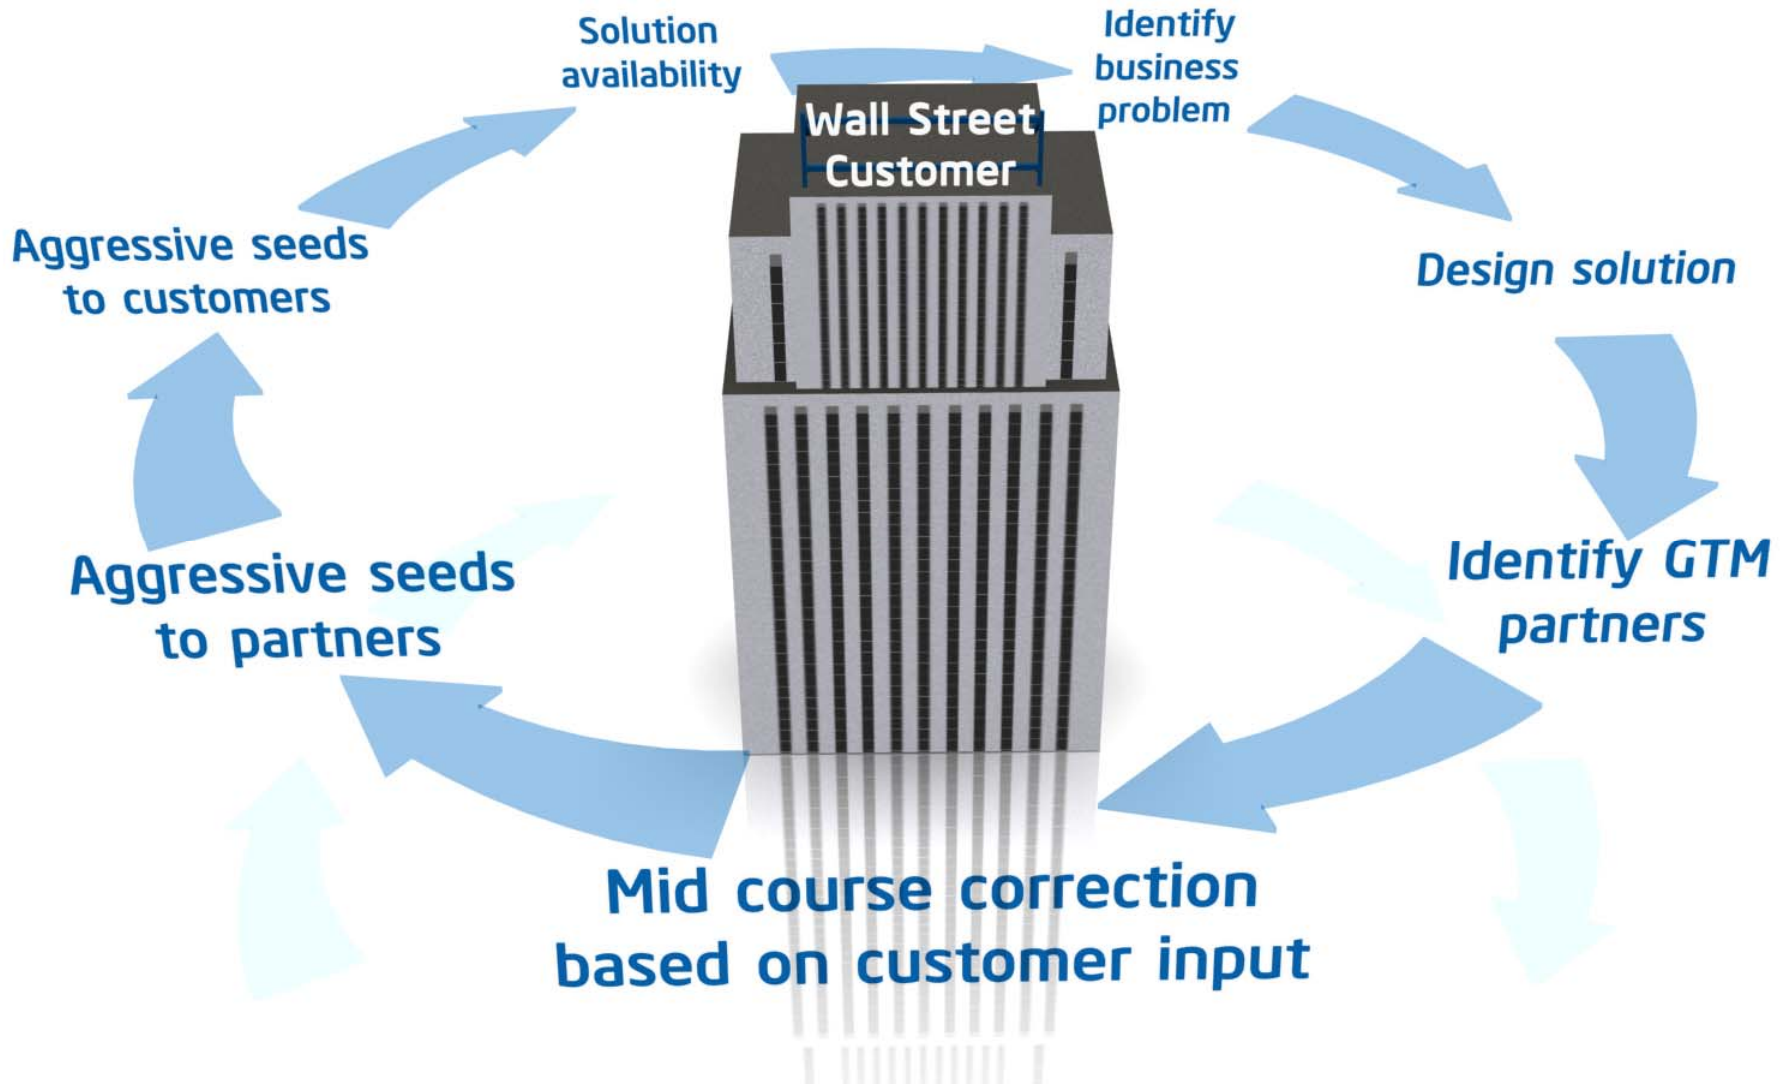 Solution
availability
Identify
business
problem
Wall Street
Customer
Aggressive seeds
to customers
Design solution
Aggressive seeds
to partners
Identify GTM
partners
Mid course correction
based on customer input